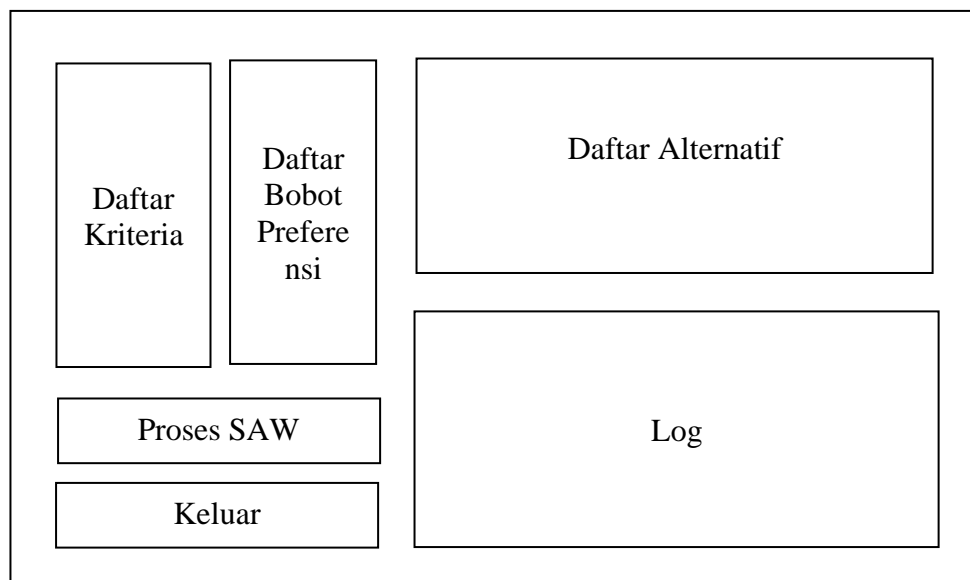 Daftar
Kriteria
Daftar
Bobot
Prefere
nsi
Daftar Alternatif
Proses SAW
Keluar
Log